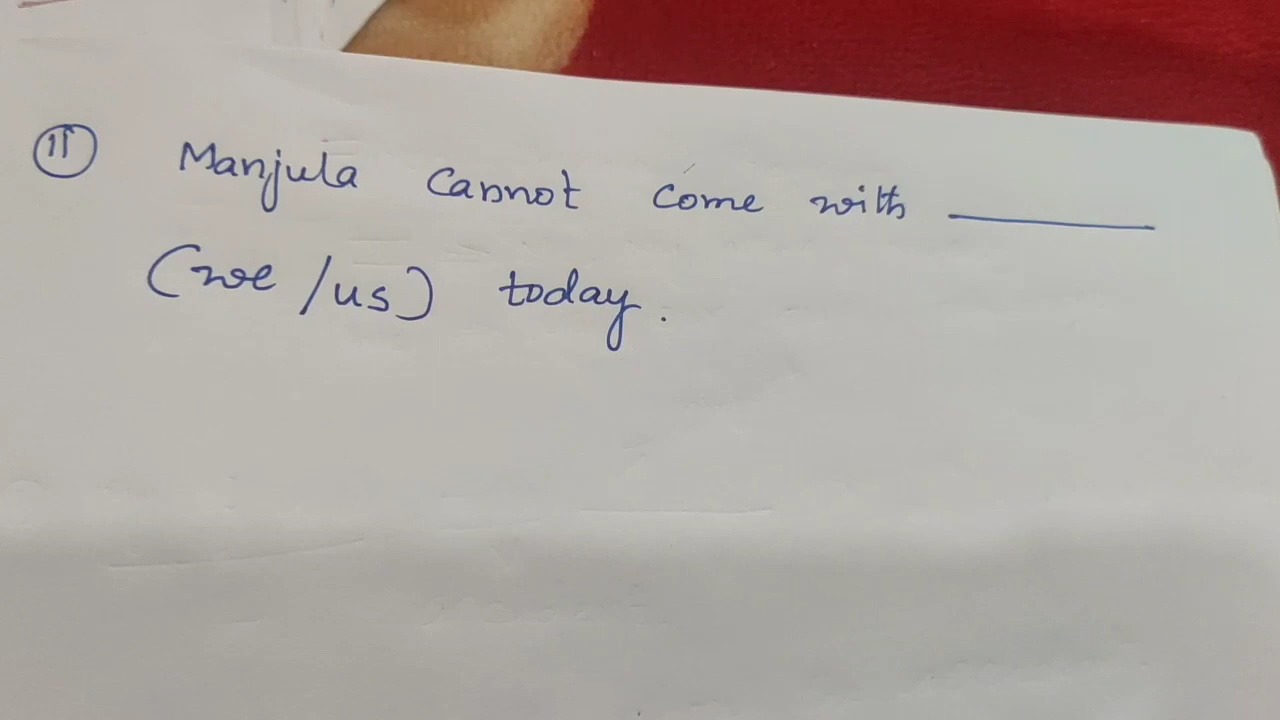 11 Manjula cannot come with ______
(we/us) today.